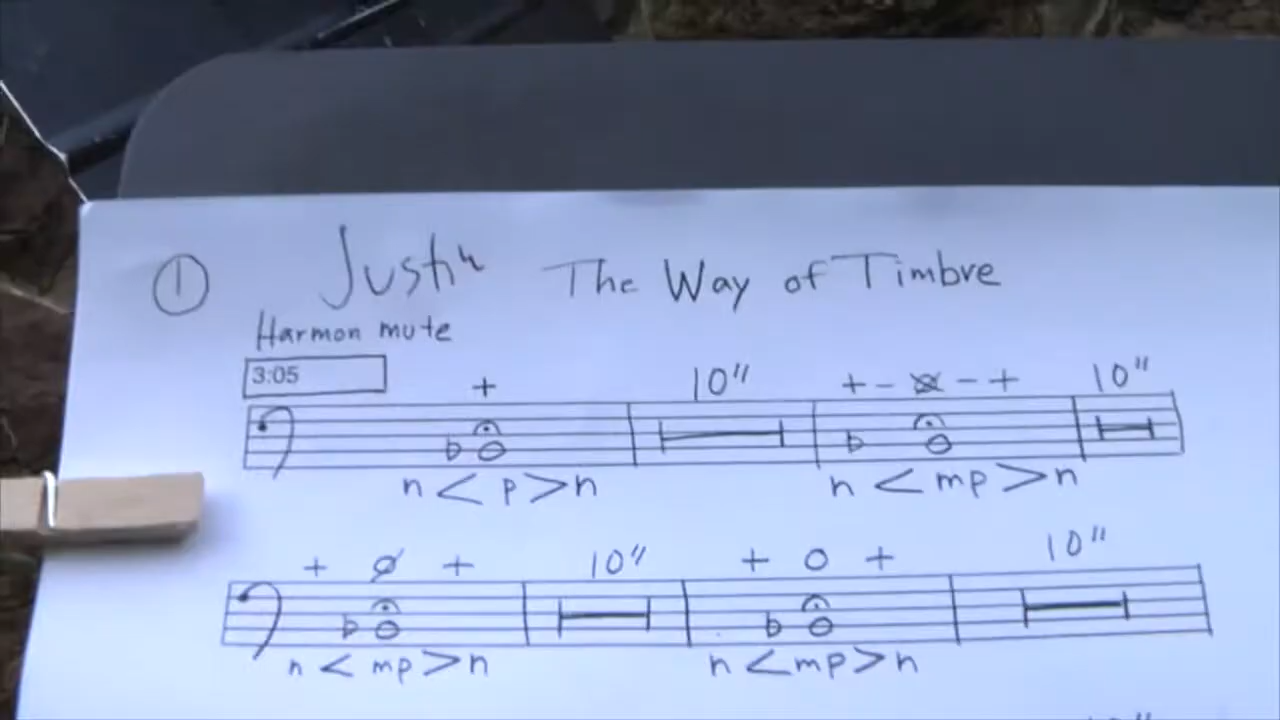 ① Justin The Way of Timbre
Harmon mute
3:05
+ 10" + - ⦻ - + 10"
n < p > n n < mp > n
+ ø + 10" + o + 10"
n < mp > n n < mp > n